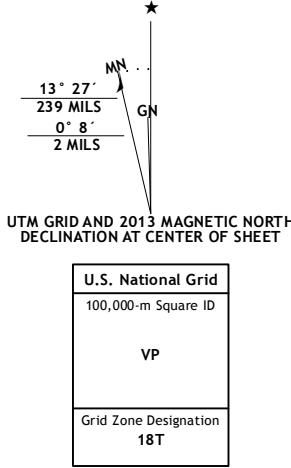 MN
13° 27´
239 MILS
GN
0° 8´
2 MILS
UTM GRID AND 2013 MAGNETIC NORTH
DECLINATION AT CENTER OF SHEET
U.S. National Grid
100,000-m Square ID
VP
Grid Zone Designation
18T